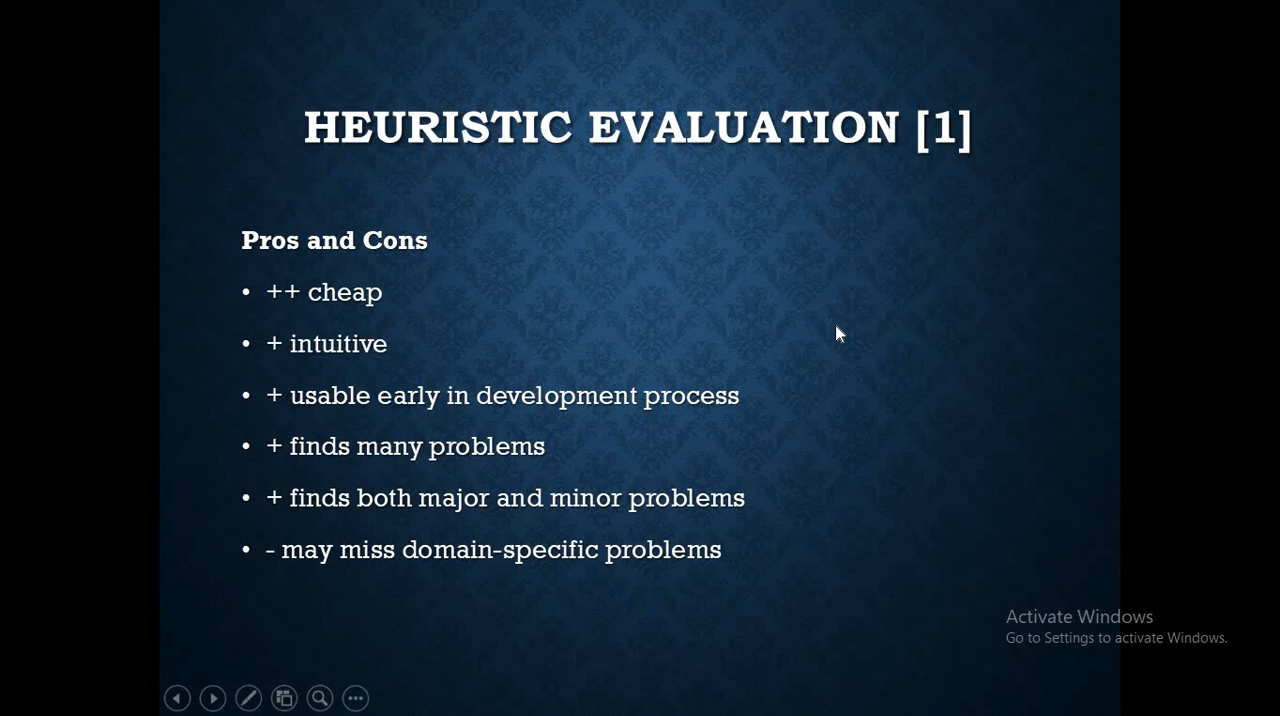 HEURISTIC EVALUATION [1]
Pros and Cons
• ++ cheap
• + intuitive
• + usable early in development process
• + finds many problems
• + finds both major and minor problems
• - may miss domain-specific problems
Activate Windows
Go to Settings to activate Windows.